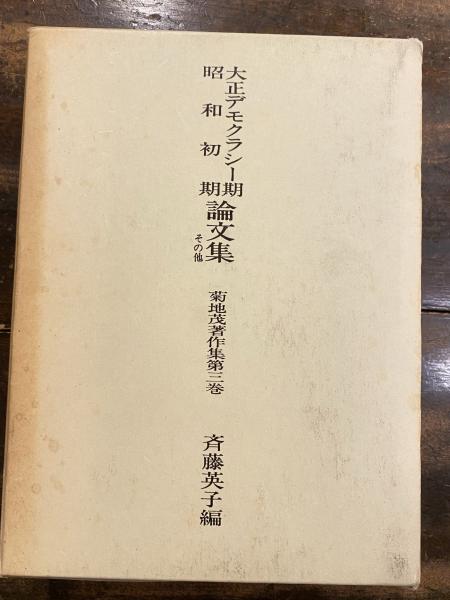 大正デモクラシー期
昭和初期
論文集
その他
菊地茂著作集第三巻
斉藤英子編